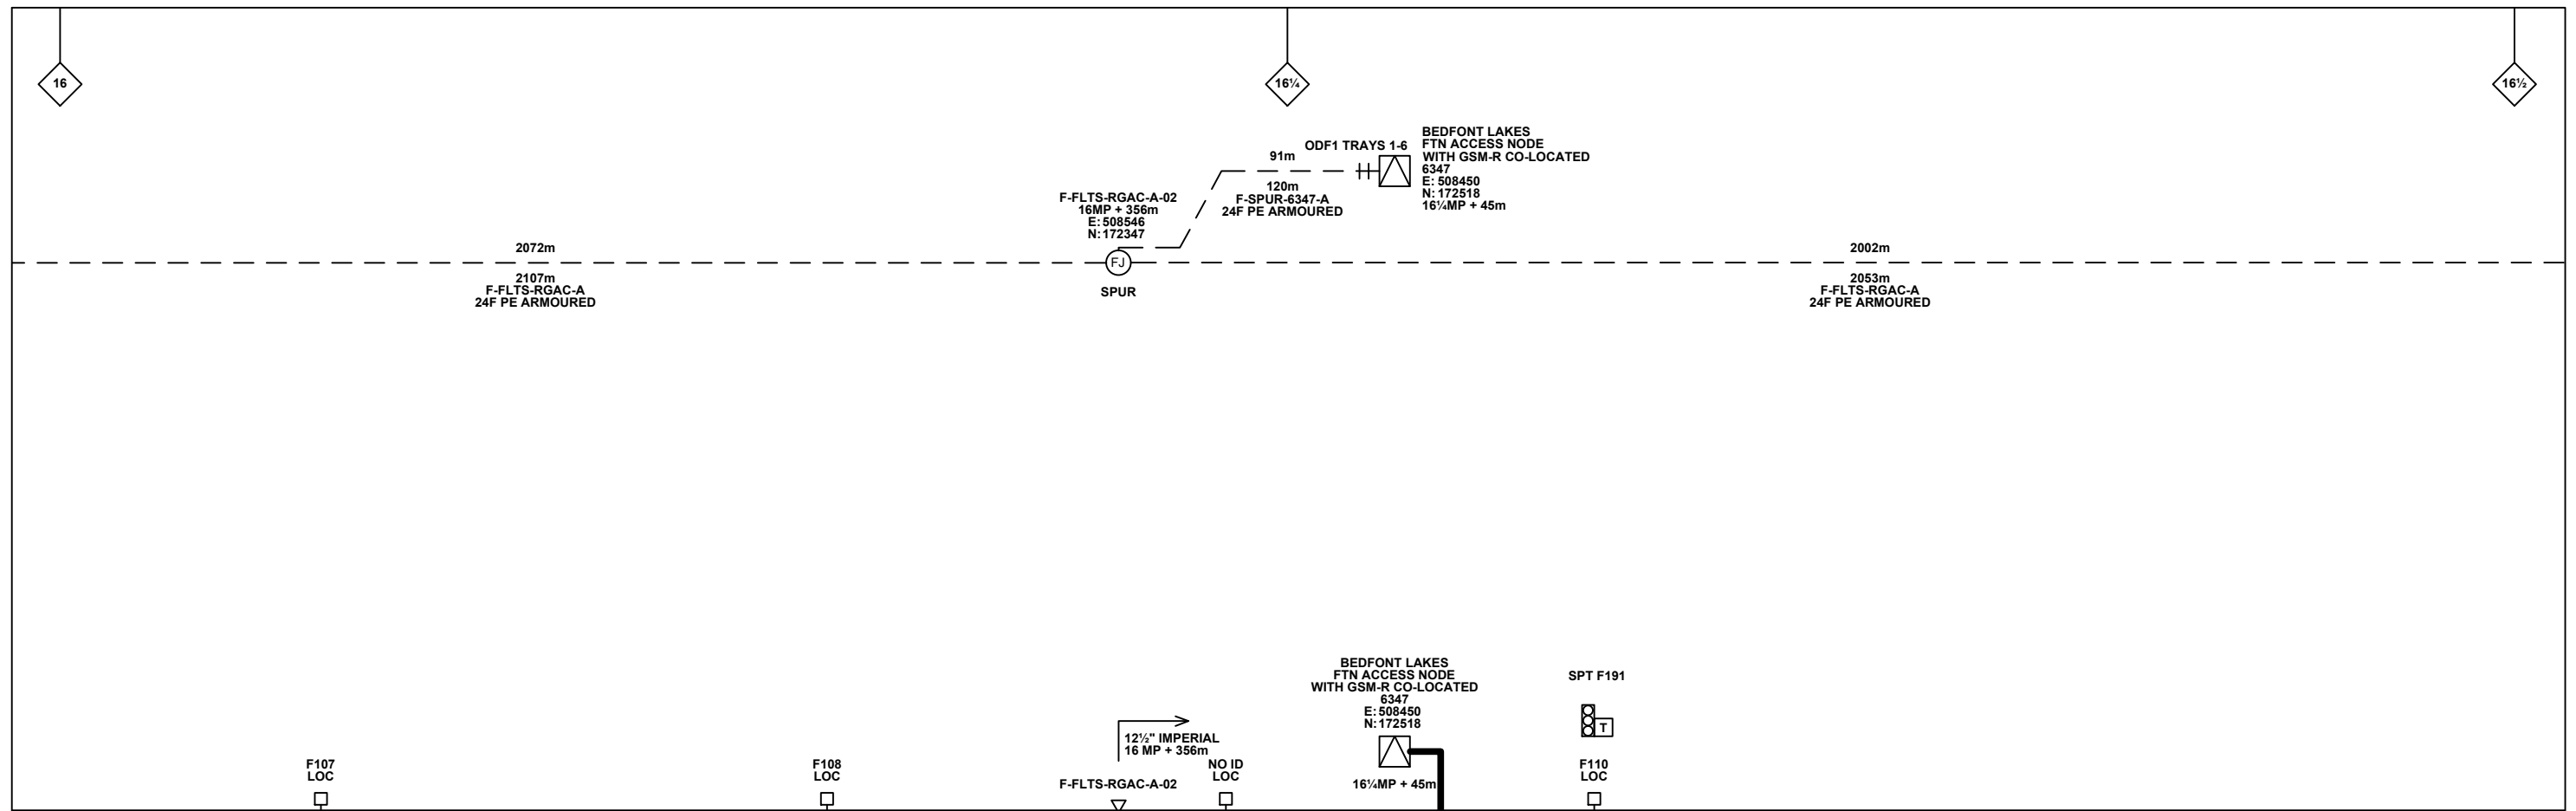 16
16¼
16½
BEDFONT LAKES
FTN ACCESS NODE
WITH GSM-R CO-LOCATED
6347
E: 508450
N: 172518
16¼MP + 45m
ODF1 TRAYS 1-6
91m
120m
F-SPUR-6347-A
24F PE ARMOURED
F-FLTS-RGAC-A-02
16MP + 356m
E: 508546
N: 172347
FJ
SPUR
2072m
2107m
F-FLTS-RGAC-A
24F PE ARMOURED
2002m
2053m
F-FLTS-RGAC-A
24F PE ARMOURED
BEDFONT LAKES
FTN ACCESS NODE
WITH GSM-R CO-LOCATED
6347
E: 508450
N: 172518
16¼MP + 45m
SPT F191
T
12½" IMPERIAL
16 MP + 356m
F107
LOC
F108
LOC
F-FLTS-RGAC-A-02
NO ID
LOC
F110
LOC